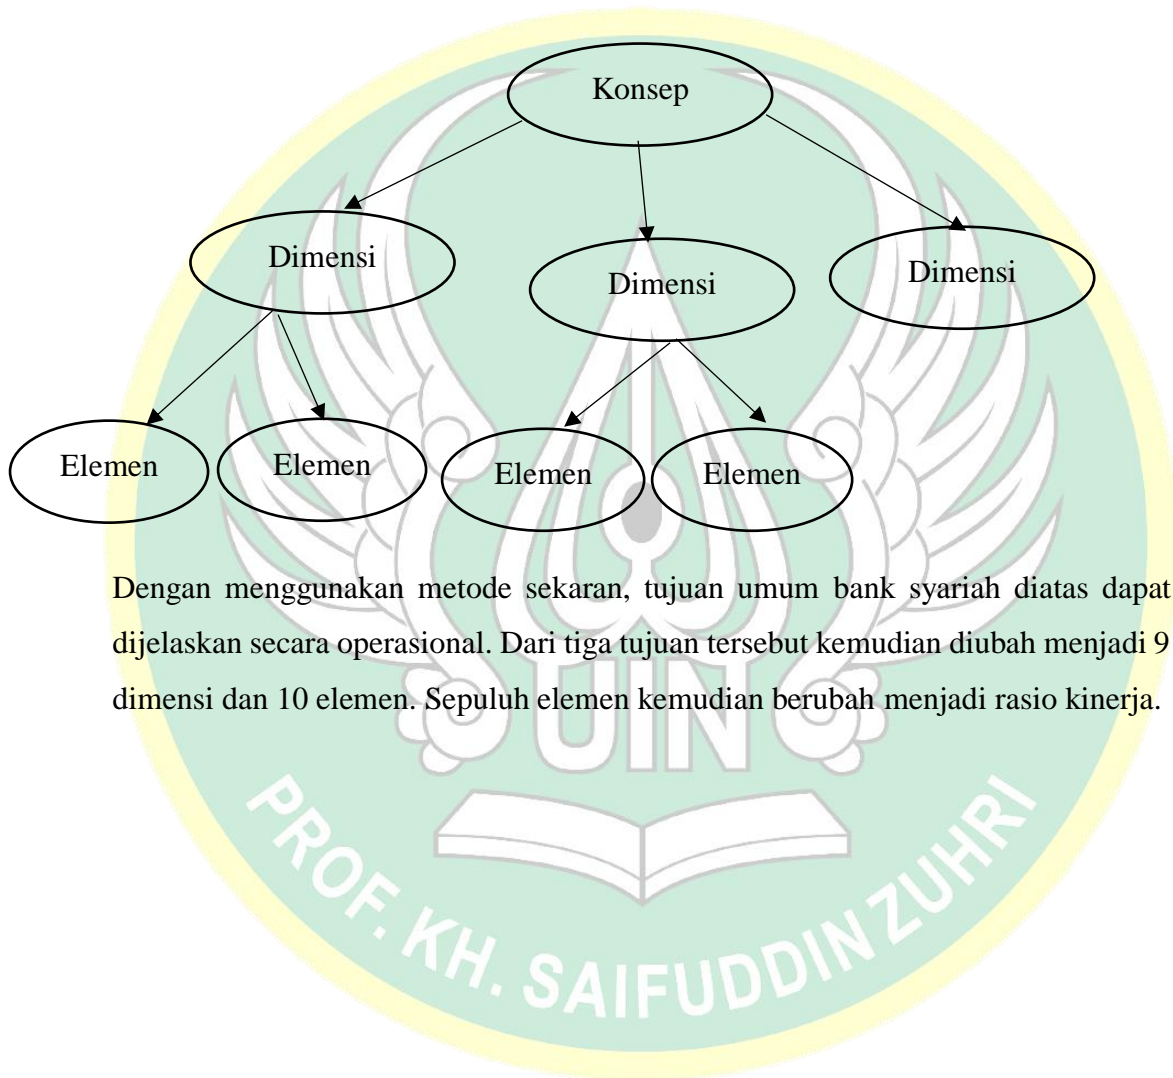 Konsep
Dimensi
Dimensi
Dimensi
Elemen
Elemen
Elemen
Elemen
Dengan menggunakan metode sekaran, tujuan umum bank syariah diatas dapat
dijelaskan secara operasional. Dari tiga tujuan tersebut kemudian diubah menjadi 9
dimensi dan 10 elemen. Sepuluh elemen kemudian berubah menjadi rasio kinerja.
UIN
PROF. KH. SAIFUDDIN ZUHRI